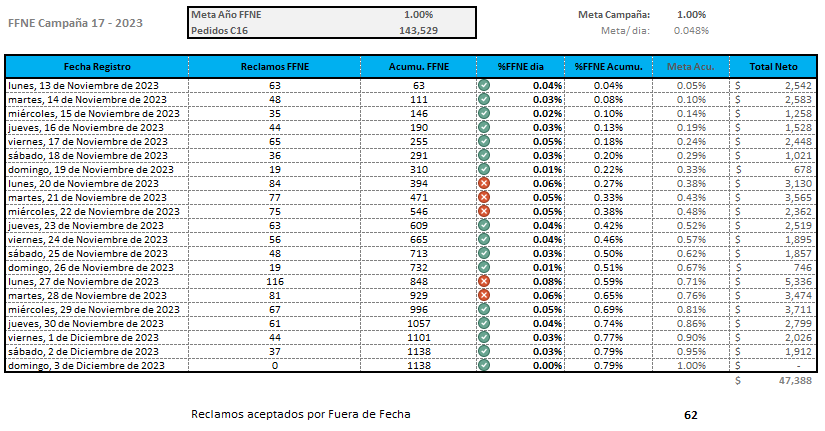 FFNE Campaña 17 - 2023
Meta Año FFNE 1.00% Meta Campaña: 1.00%
Pedidos C16 143,529 Meta/ dia: 0.048%
Fecha Registro Reclamos FFNE Acumu. FFNE %FFNE dia %FFNE Acumu. Meta Acu. Total Neto
lunes, 13 de Noviembre de 2023 63 63 0.04% 0.04% 0.05% $ 2,542
martes, 14 de Noviembre de 2023 48 111 0.03% 0.08% 0.10% $ 2,583
miércoles, 15 de Noviembre de 2023 35 146 0.02% 0.10% 0.14% $ 1,258
jueves, 16 de Noviembre de 2023 44 190 0.03% 0.13% 0.19% $ 1,528
viernes, 17 de Noviembre de 2023 65 255 0.05% 0.18% 0.24% $ 2,448
sábado, 18 de Noviembre de 2023 36 291 0.03% 0.20% 0.29% $ 1,021
domingo, 19 de Noviembre de 2023 19 310 0.01% 0.22% 0.33% $ 678
lunes, 20 de Noviembre de 2023 84 394 0.06% 0.27% 0.38% $ 3,130
martes, 21 de Noviembre de 2023 77 471 0.05% 0.33% 0.43% $ 3,565
miércoles, 22 de Noviembre de 2023 75 546 0.05% 0.38% 0.48% $ 2,362
jueves, 23 de Noviembre de 2023 63 609 0.04% 0.42% 0.52% $ 2,519
viernes, 24 de Noviembre de 2023 56 665 0.04% 0.46% 0.57% $ 1,895
sábado, 25 de Noviembre de 2023 48 713 0.03% 0.50% 0.62% $ 1,857
domingo, 26 de Noviembre de 2023 19 732 0.01% 0.51% 0.67% $ 746
lunes, 27 de Noviembre de 2023 116 848 0.08% 0.59% 0.71% $ 5,336
martes, 28 de Noviembre de 2023 81 929 0.06% 0.65% 0.76% $ 3,474
miércoles, 29 de Noviembre de 2023 67 996 0.05% 0.69% 0.81% $ 3,711
jueves, 30 de Noviembre de 2023 61 1057 0.04% 0.74% 0.86% $ 2,799
viernes, 1 de Diciembre de 2023 44 1101 0.03% 0.77% 0.90% $ 2,026
sábado, 2 de Diciembre de 2023 37 1138 0.03% 0.79% 0.95% $ 1,912
domingo, 3 de Diciembre de 2023 0 1138 0.00% 0.79% 1.00% $ -
$ 47,388
Reclamos aceptados por Fuera de Fecha 62